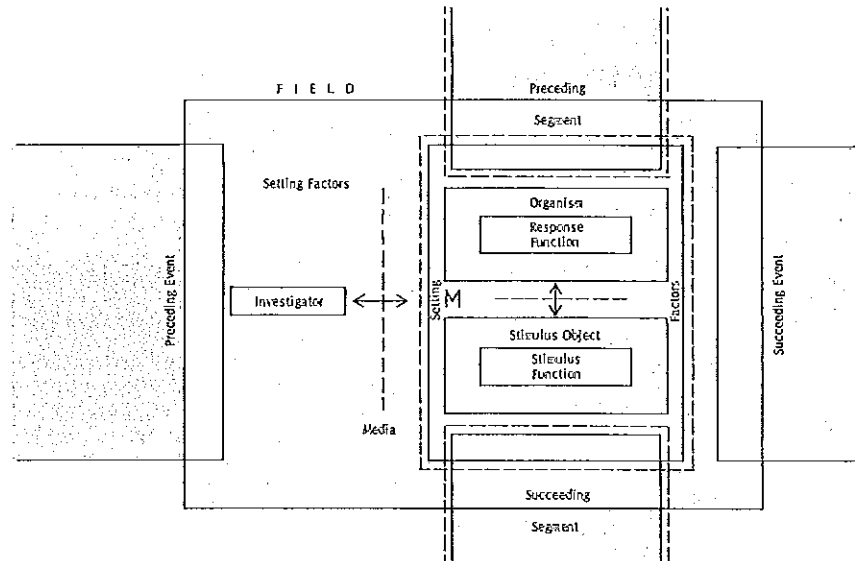 FIELD
Preceding
Segment
Setting Factors
Organism
Response
Function
Preceding Event
Investigator
Setting
M
Factors
Succeeding Event
Stimulus Object
Stimulus
Function
Media
Succeeding
Segment